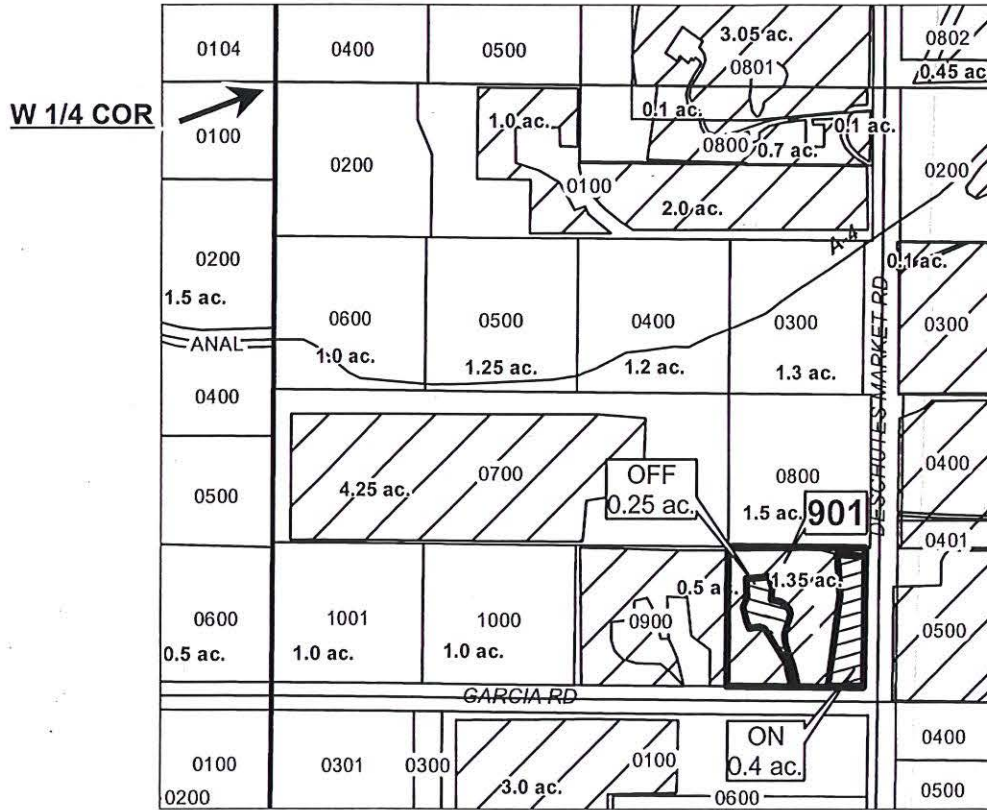 W 1/4 COR
0104
0400
0500
3.05 ac.
0801
0802
0.45 ac.
0100
0200
1.0 ac.
0100
0.1 ac.
0800
0.7 ac.
0.1 ac.
2.0 ac.
0200
A-4
0200
1.5 ac.
ANAL
0600
1.0 ac.
0500
1.25 ac.
0400
1.2 ac.
0300
1.3 ac.
0.1 ac.
0300
DESCHUTES MARKET RD
0400
0500
4.25 ac.
0700
OFF
0.25 ac.
0800
1.5 ac.
901
0400
0401
0600
0.5 ac.
1001
1.0 ac.
1000
1.0 ac.
0900
0.5 ac.
1.35 ac.
0500
GARCIA RD
ON
0.4 ac.
0100
0200
0301
0300
3.0 ac.
0100
0600
0400
0500